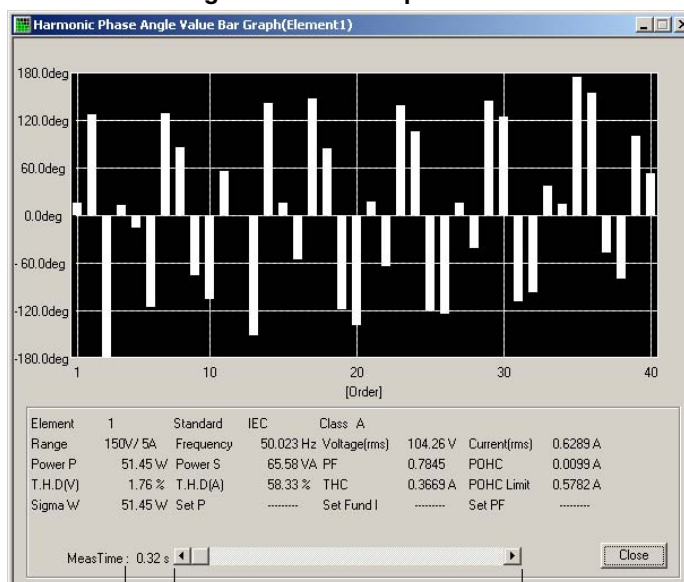 Harmonic Phase Angle Value Bar Graph(Element1)
180.0deg
120.0deg
60.0deg
0.0deg
-60.0deg
-120.0deg
-180.0deg
1 10 20 30 40
[Order]
Element 1 Standard IEC Class A
Range 150V/ 5A Frequency 50.023 Hz Voltage(rms) 104.26 V Current(rms) 0.6289 A
Power P 51.45 W Power S 65.58 VA PF 0.7845 POHC 0.0099 A
T.H.D(V) 1.76 % T.H.D(A) 58.33 % THC 0.3669 A POHC Limit 0.5782 A
Sigma W 51.45 W Set P -------- Set Fund I -------- Set PF --------
MeasTime : 0.32 s Close